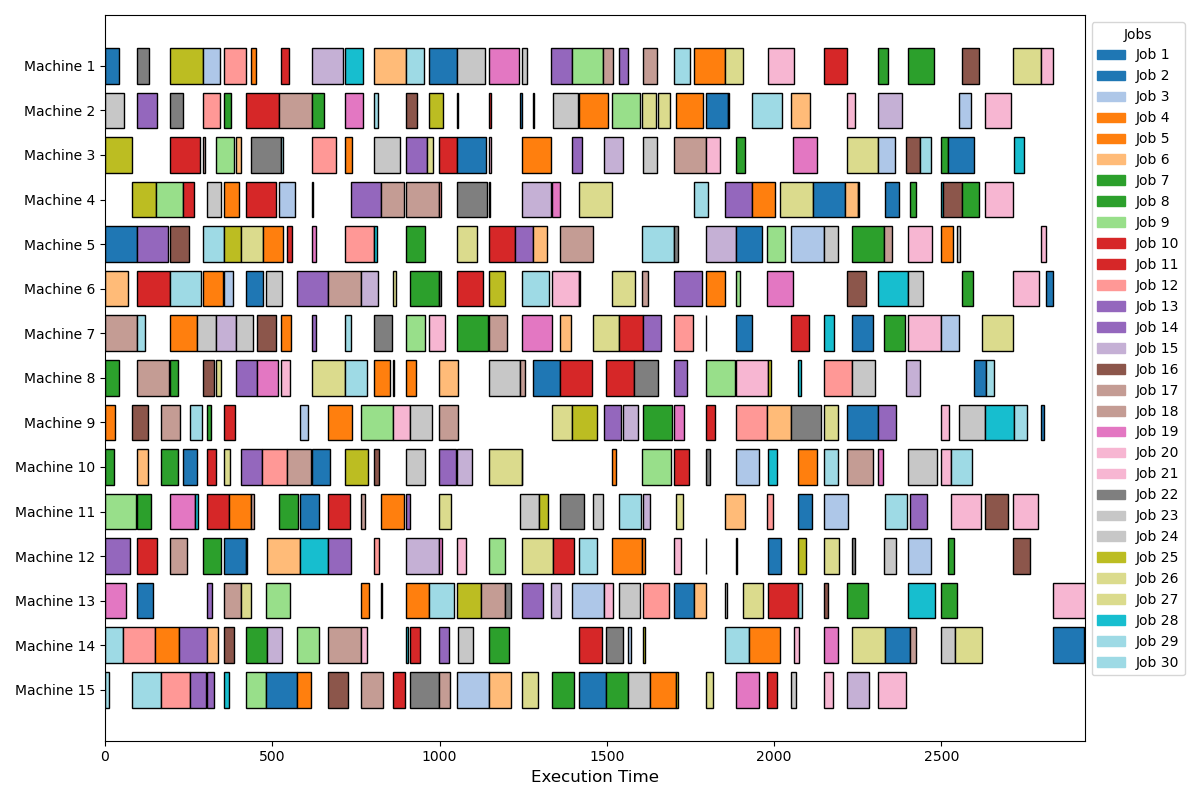 Machine 1
Machine 2
Machine 3
Machine 4
Machine 5
Machine 6
Machine 7
Machine 8
Machine 9
Machine 10
Machine 11
Machine 12
Machine 13
Machine 14
Machine 15
0 500 1000 1500 2000 2500
Execution Time
Jobs
Job 1
Job 2
Job 3
Job 4
Job 5
Job 6
Job 7
Job 8
Job 9
Job 10
Job 11
Job 12
Job 13
Job 14
Job 15
Job 16
Job 17
Job 18
Job 19
Job 20
Job 21
Job 22
Job 23
Job 24
Job 25
Job 26
Job 27
Job 28
Job 29
Job 30